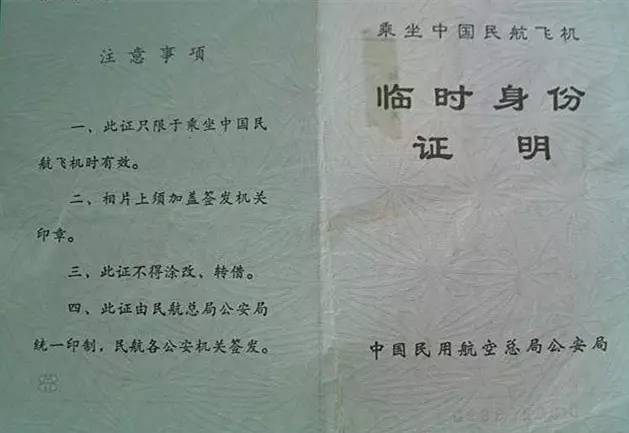 注意事项
一、此证只限于乘坐中国民
航飞机时有效。
二、相片上须加盖签发机关
印章。
三、此证不得涂改、转借。
四、此证由民航总局公安局
统一印制，民航各公安机关签发。
乘坐中国民航飞机
临时身份
证明
中国民用航空总局公安局